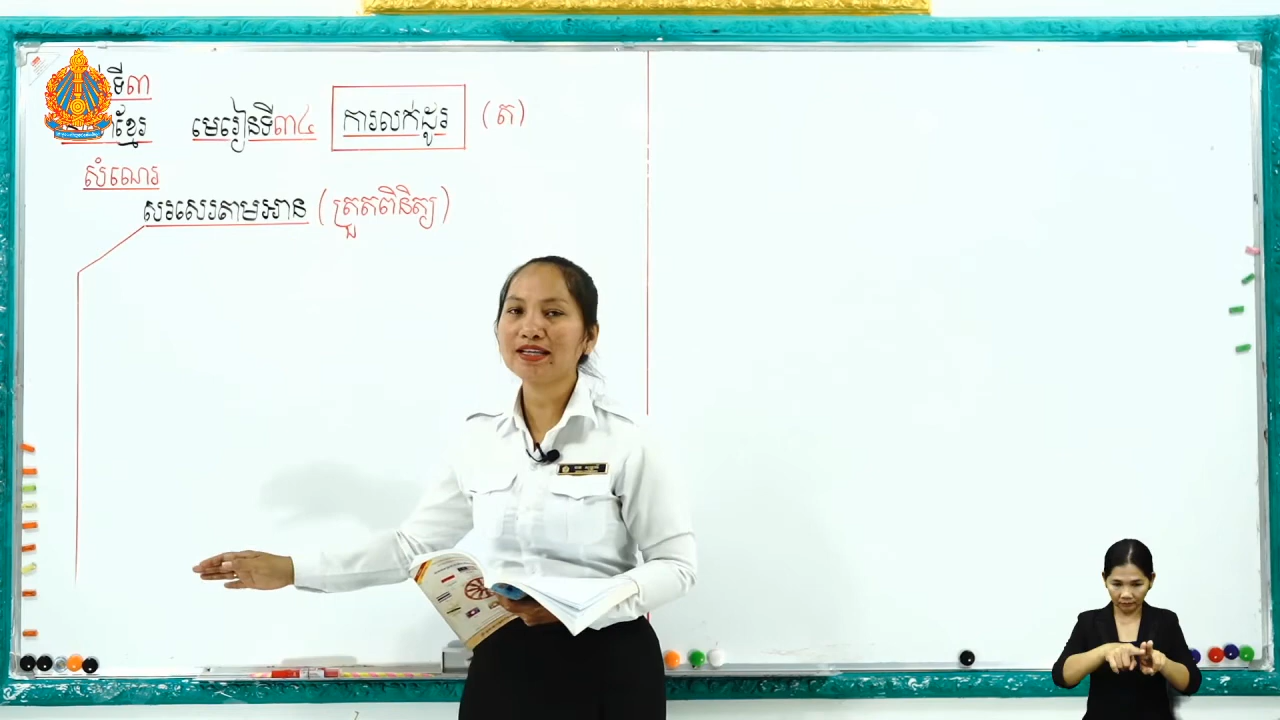 ទី៣
ខ្មែរ មេរៀនទី៣៤ ការលក់ដូរ (ត)
សំណេរ
សរសេរតាមអាន (ត្រួតពិនិត្យ)